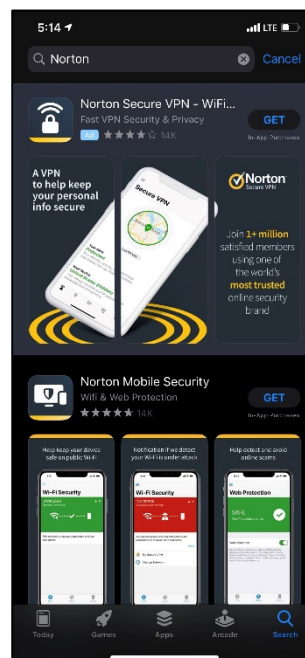 5:14
LTE
Norton
Cancel
Norton Secure VPN - WiFi...
Fast VPN Security & Privacy
Ad 14K
GET
In-App Purchases
A VPN
to help keep
your personal
info secure
Secure VPN
Norton
Secure VPN
Join 1+ million
satisfied members
using one of
the world's
most trusted
online security
brand
Norton Mobile Security
Wifi & Web Protection
14K
GET
In-App Purchases
Help keep your device
safe on public Wi-Fi
Notification if we detect
your Wi-Fi is under attack
Help detect and avoid
online scams
Wi-Fi Security
Wi-Fi Security
Web Protection
SAFE
Today
Games
Apps
Arcade
Search